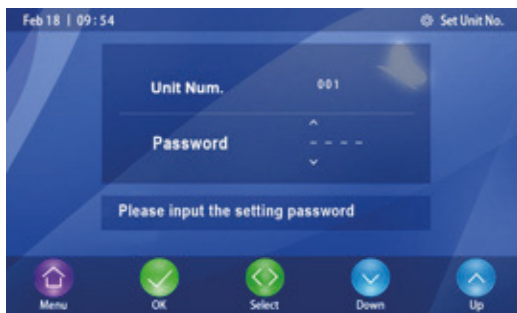 Feb 18 | 09:54 Set Unit No.
Unit Num. 001
Password - - - -
Please input the setting password
Menu OK Select Down Up